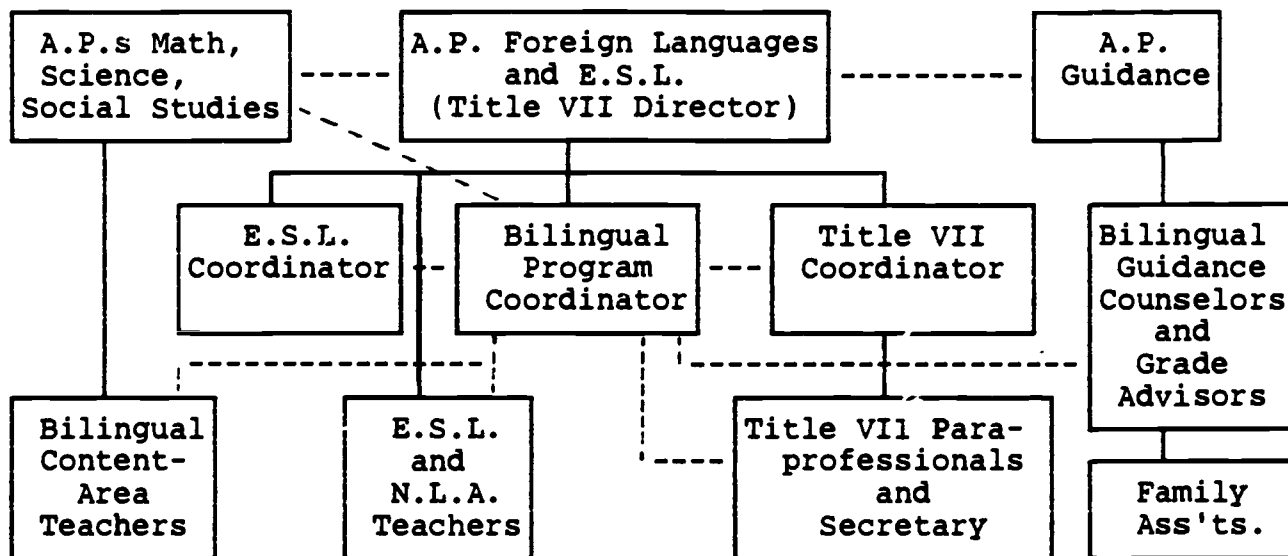 A.P.s Math,
Science,
Social Studies
A.P. Foreign Languages
and E.S.L.
(Title VII Director)
A.P.
Guidance
E.S.L.
Coordinator
Bilingual
Program
Coordinator
Title VII
Coordinator
Bilingual
Guidance
Counselors
and
Grade
Advisors
Bilingual
Content-
Area
Teachers
E.S.L.
and
N.L.A.
Teachers
Title VII Para-
professionals
and
Secretary
Family
Ass'ts.